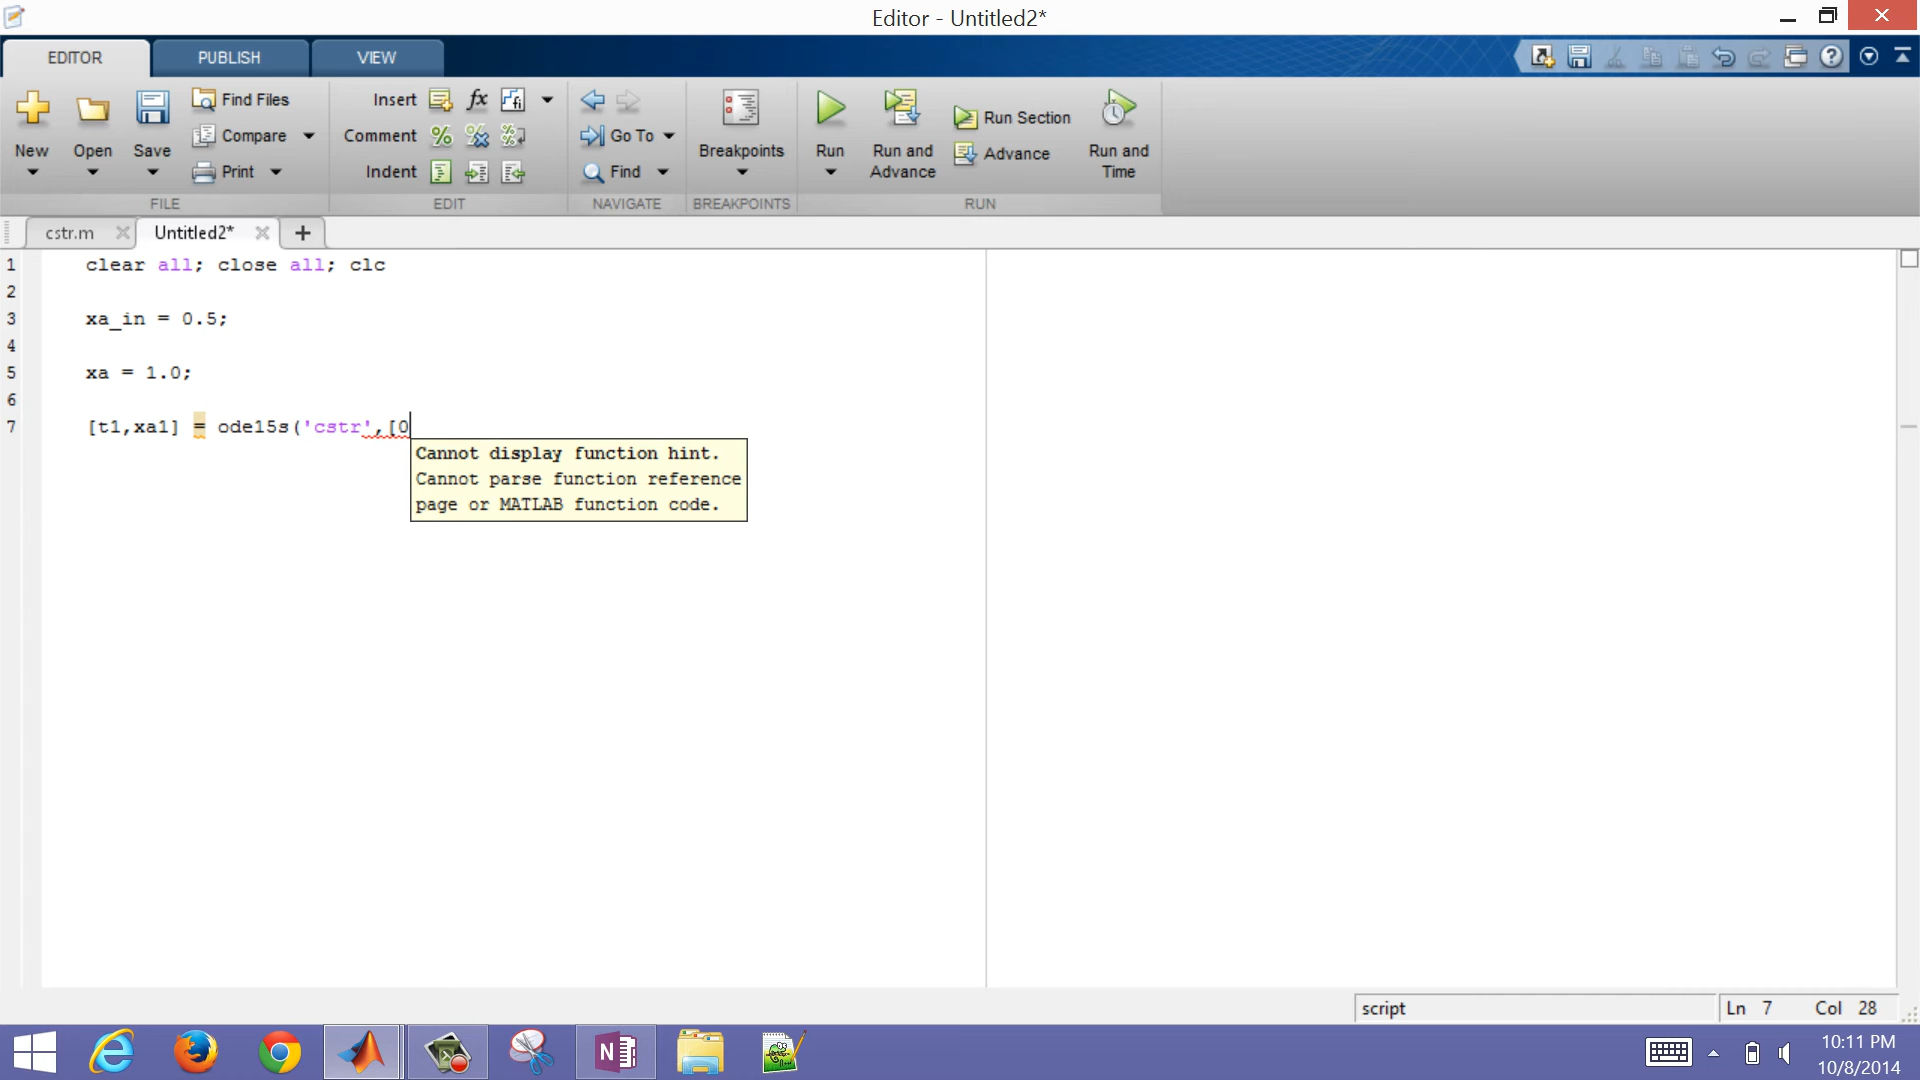 Editor - Untitled2*
EDITOR PUBLISH VIEW
New Open Save Find Files Compare Print
Insert fx fi Comment % Indent
Go To Find Breakpoints Run Run and Advance Run Section Advance Run and Time
FILE EDIT NAVIGATE BREAKPOINTS RUN
cstr.m Untitled2*
1 clear all; close all; clc
2
3 xa_in = 0.5;
4
5 xa = 1.0;
6
7 [t1,xa1] = ode15s('cstr',[0
Cannot display function hint.
Cannot parse function reference
page or MATLAB function code.
script Ln 7 Col 28
N
10:11 PM
10/8/2014